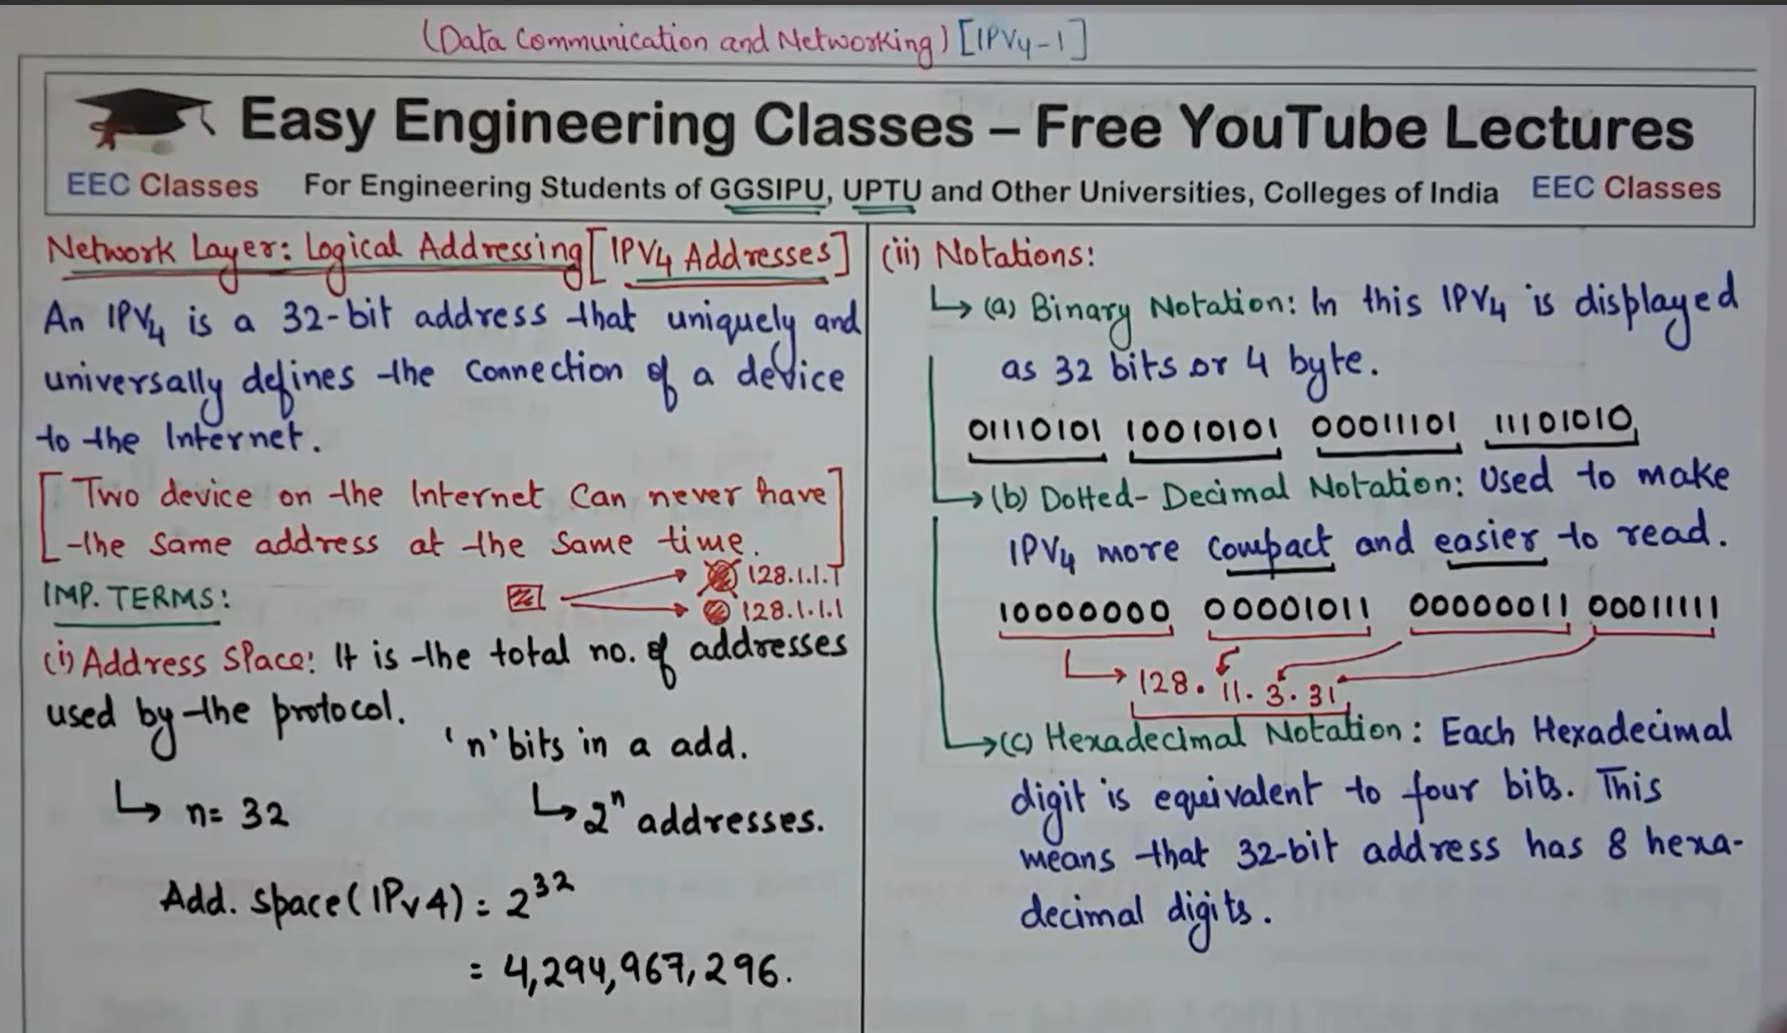 (Data Communication and Networking) [IPV4-1]
Easy Engineering Classes – Free YouTube Lectures
EEC Classes For Engineering Students of GGSIPU, UPTU and Other Universities, Colleges of India EEC Classes
Network Layer: Logical Addressing [IPV4 Addresses]
An IPV4 is a 32-bit address that uniquely and
universally defines the connection of a device
to the Internet.
[Two device on the Internet can never have
the same address at the same time.]
128.1.1.1
IMP. TERMS:
128.1.1.1
(i) Address Space: It is the total no. of addresses
used by the protocol.
'n' bits in a add.
↳ n= 32
↳ 2ⁿ addresses.
Add. space (IPv4) = 2³²
= 4,294,967,296.
(ii) Notations:
↳ (a) Binary Notation: In this IPV4 is displayed
as 32 bits or 4 byte.
01110101 10010101 00011101 11101010
→ (b) Dotted-Decimal Notation: Used to make
IPV4 more compact and easier to read.
10000000 00001011 00000011 00011111
↳ 128. 11. 3. 31
→ (c) Hexadecimal Notation: Each Hexadecimal
digit is equivalent to four bits. This
means that 32-bit address has 8 hexa-
decimal digits.